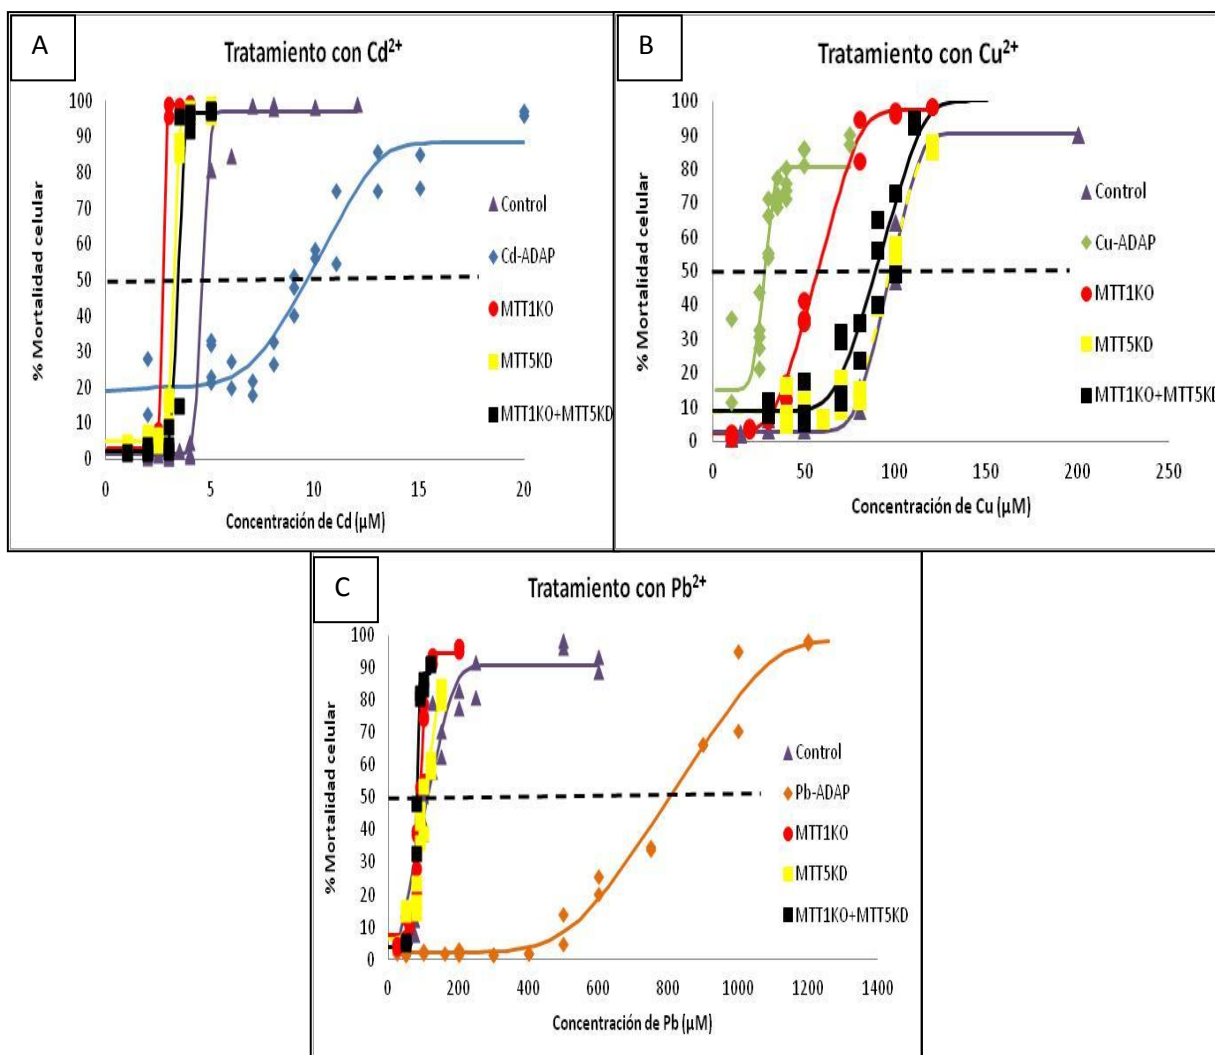 A
Tratamiento con Cd2+
100
90
80
70
60
50
40
30
20
10
0
% Mortalidad celular
0 5 10 15 20
Concentración de Cd (µM)
Control
Cd-ADAP
MTT1KO
MTT5KD
MTT1KO+MTT5KD
B
Tratamiento con Cu2+
100
90
80
70
60
50
40
30
20
10
0
% Mortalidad celular
0 50 100 150 200 250
Concentración de Cu (µM)
Control
Cu-ADAP
MTT1KO
MTT5KD
MTT1KO+MTT5KD
C
Tratamiento con Pb2+
100
90
80
70
60
50
40
30
20
10
0
% Mortalidad celular
0 200 400 600 800 1000 1200 1400
Concentración de Pb (µM)
Control
Pb-ADAP
MTT1KO
MTT5KD
MTT1KO+MTT5KD